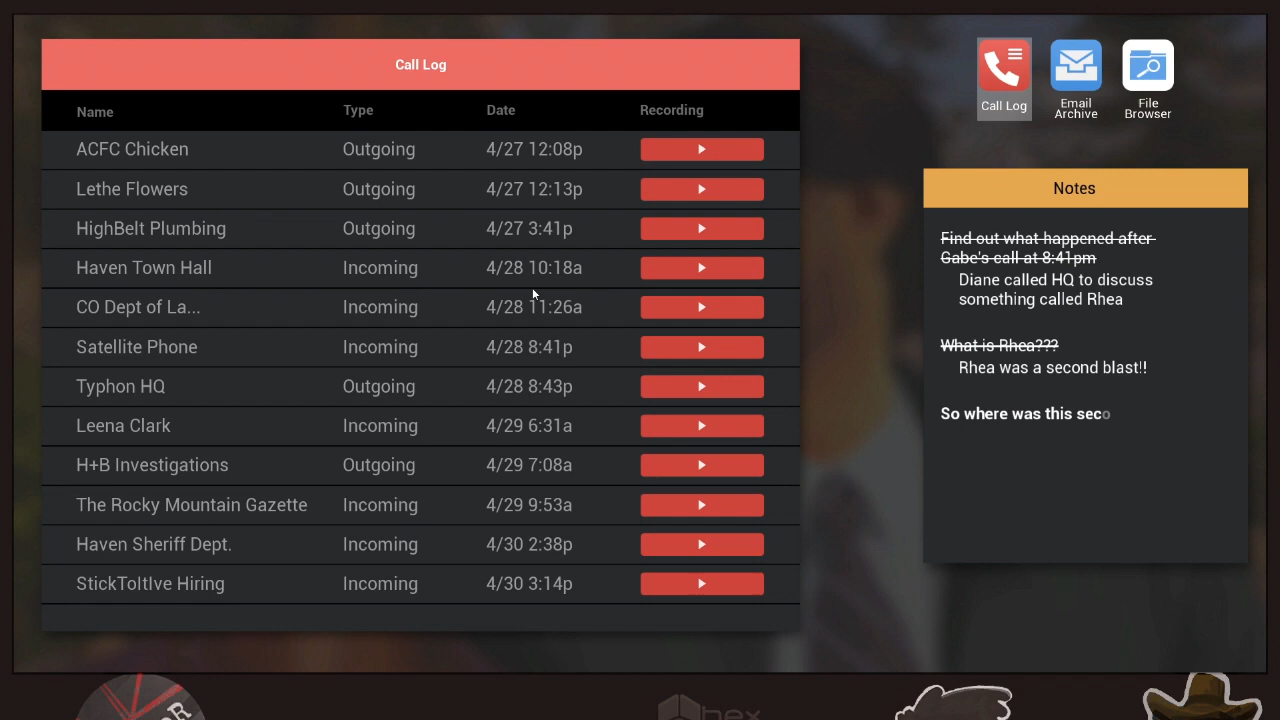 Call Log
Name Type Date Recording
ACFC Chicken Outgoing 4/27 12:08p
Lethe Flowers Outgoing 4/27 12:13p
HighBelt Plumbing Outgoing 4/27 3:41p
Haven Town Hall Incoming 4/28 10:18a
CO Dept of La... Incoming 4/28 11:26a
Satellite Phone Incoming 4/28 8:41p
Typhon HQ Outgoing 4/28 8:43p
Leena Clark Incoming 4/29 6:31a
H+B Investigations Outgoing 4/29 7:08a
The Rocky Mountain Gazette Incoming 4/29 9:53a
Haven Sheriff Dept. Incoming 4/30 2:38p
StickToItIve Hiring Incoming 4/30 3:14p
Call Log
Email
Archive
File
Browser
Notes
Find out what happened after
Gabe's call at 8:41pm
Diane called HQ to discuss
something called Rhea
What is Rhea???
Rhea was a second blast!!
So where was this seco
hex